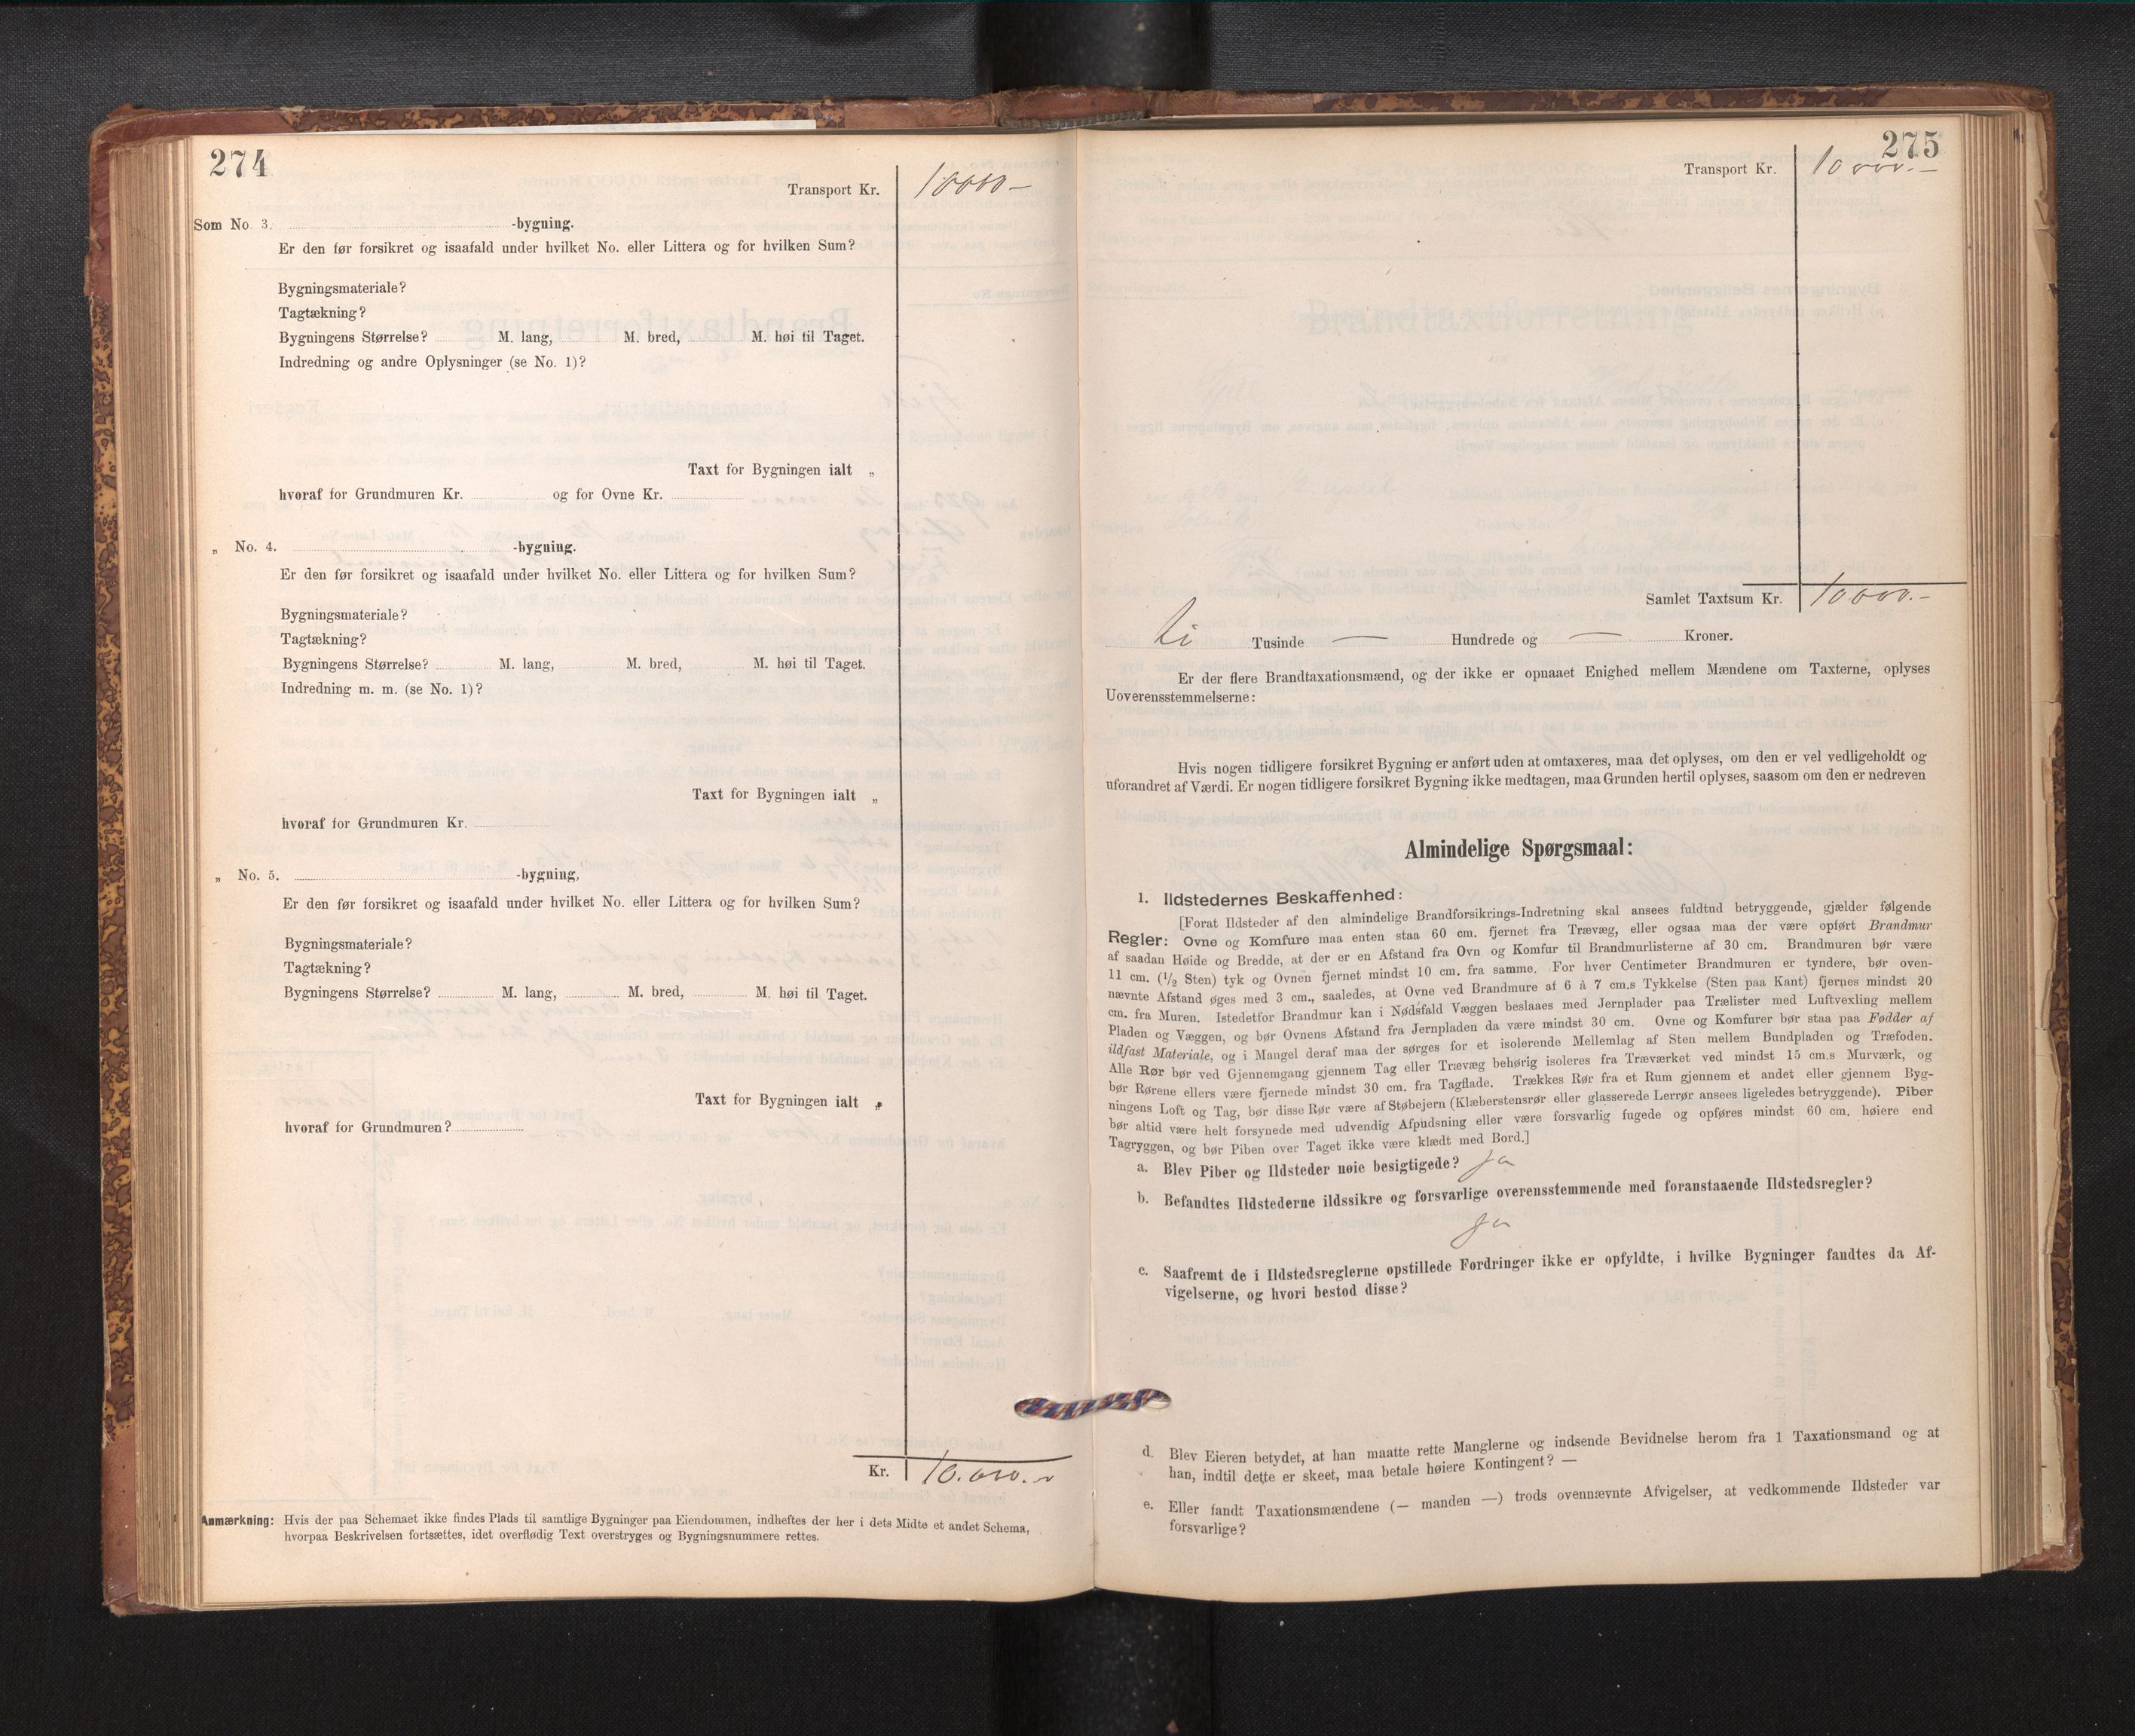 274
Transport Kr. 10000 —
Som No. 3. -bygning.
Er den før forsikret og isaafald under hvilket No. eller Littera og for hvilken Sum?
Bygningsmateriale?
Tagtækning?
Bygningens Størrelse? M. lang, M. bred, M. høi til Taget.
Indredning og andre Oplysninger (se No. 1)?
Taxt for Bygningen ialt „
hvoraf for Grundmuren Kr. og for Ovne Kr.
„ No. 4. -bygning.
Er den før forsikret og isaafald under hvilket No. eller Littera og for hvilken Sum?
Bygningsmateriale?
Tagtækning?
Bygningens Størrelse? M. lang, M. bred, M. høi til Taget.
Indredning m. m. (se No. 1)?
Taxt for Bygningen ialt „
hvoraf for Grundmuren Kr.
„ No. 5. -bygning,
Er den før forsikret og isaafald under hvilket No. eller Littera og for hvilken Sum?
Bygningsmateriale?
Tagtækning?
Bygningens Størrelse? M. lang, M. bred, M. høi til Taget.
Taxt for Bygningen ialt „
hvoraf for Grundmuren?
Kr. 10.000.-
Anmærkning: Hvis der paa Schemaet ikke findes Plads til samtlige Bygninger paa Eiendommen, indheftes der her i dets Midte et andet Schema,
hvorpaa Beskrivelsen fortsættes, idet overflødig Text overstryges og Bygningsnummere rettes.
275
Transport Kr. 10000.—
Samlet Taxtsum Kr. 10000.-
ti Tusinde — Hundrede og — Kroner.
Er der flere Brandtaxationsmænd, og der ikke er opnaaet Enighed mellem Mændene om Taxterne, oplyses
Uoverensstemmelserne:
Hvis nogen tidligere forsikret Bygning er anført uden at omtaxeres, maa det oplyses, om den er vel vedligeholdt og
uforandret af Værdi. Er nogen tidligere forsikret Bygning ikke medtagen, maa Grunden hertil oplyses, saasom om den er nedreven
Almindelige Spørgsmaal:
1. Ildstedernes Beskaffenhed:
[Forat Ildsteder af den almindelige Brandforsikrings-Indretning skal ansees fuldtud betryggende, gjælder følgende
Regler: Ovne og Komfure maa enten staa 60 cm. fjernet fra Trævæg, eller ogsaa maa der være opført Brandmur
af saadan Høide og Bredde, at der er en Afstand fra Ovn og Komfur til Brandmurlisterne af 30 cm. Brandmuren bør være
11 cm. (1/2 Sten) tyk og Ovnen fjernet mindst 10 cm. fra samme. For hver Centimeter Brandmuren er tyndere, bør oven-
nævnte Afstand øges med 3 cm., saaledes, at Ovne ved Brandmure af 6 à 7 cm.s Tykkelse (Sten paa Kant) fjernes mindst 20
cm. fra Muren. Istedetfor Brandmur kan i Nødsfald Væggen beslaaes med Jernplader paa Trælister med Luftvexling mellem
Pladen og Væggen, og bør Ovnens Afstand fra Jernpladen da være mindst 30 cm. Ovne og Komfurer bør staa paa Fødder af
ildfast Materiale, og i Mangel deraf maa der sørges for et isolerende Mellemlag af Sten mellem Bundpladen og Træfoden.
Alle Rør bør ved Gjennemgang gjennem Tag eller Trævæg behørig isoleres fra Træværket ved mindst 15 cm.s Murværk, og
bør Rørene ellers være fjernede mindst 30 cm. fra Tagflade. Trækkes Rør fra et Rum gjennem et andet eller gjennem Byg-
ningens Loft og Tag, bør disse Rør være af Støbejern (Klæberstensrør eller glasserede Lerrør ansees ligeledes betryggende). Piber
bør altid være helt forsynede med udvendig Afpudsning eller være forsvarlig fugede og opføres mindst 60 cm. høiere end
Tagryggen, og bør Piben over Taget ikke være klædt med Bord.]
a. Blev Piber og Ildsteder nøie besigtigede? ja
b. Befandtes Ildstederne ildssikre og forsvarlige overensstemmende med foranstaaende Ildstedsregler?
ja
c. Saafremt de i Ildstedsreglerne opstillede Fordringer ikke er opfyldte, i hvilke Bygninger fandtes da Af-
vigelserne, og hvori bestod disse?
d. Blev Eieren betydet, at han maatte rette Manglerne og indsende Bevidnelse herom fra 1 Taxationsmand og at
han, indtil dette er skeet, maa betale høiere Kontingent? —
e. Eller fandt Taxationsmændene (— manden —) trods ovennævnte Afvigelser, at vedkommende Ildsteder var
forsvarlige?